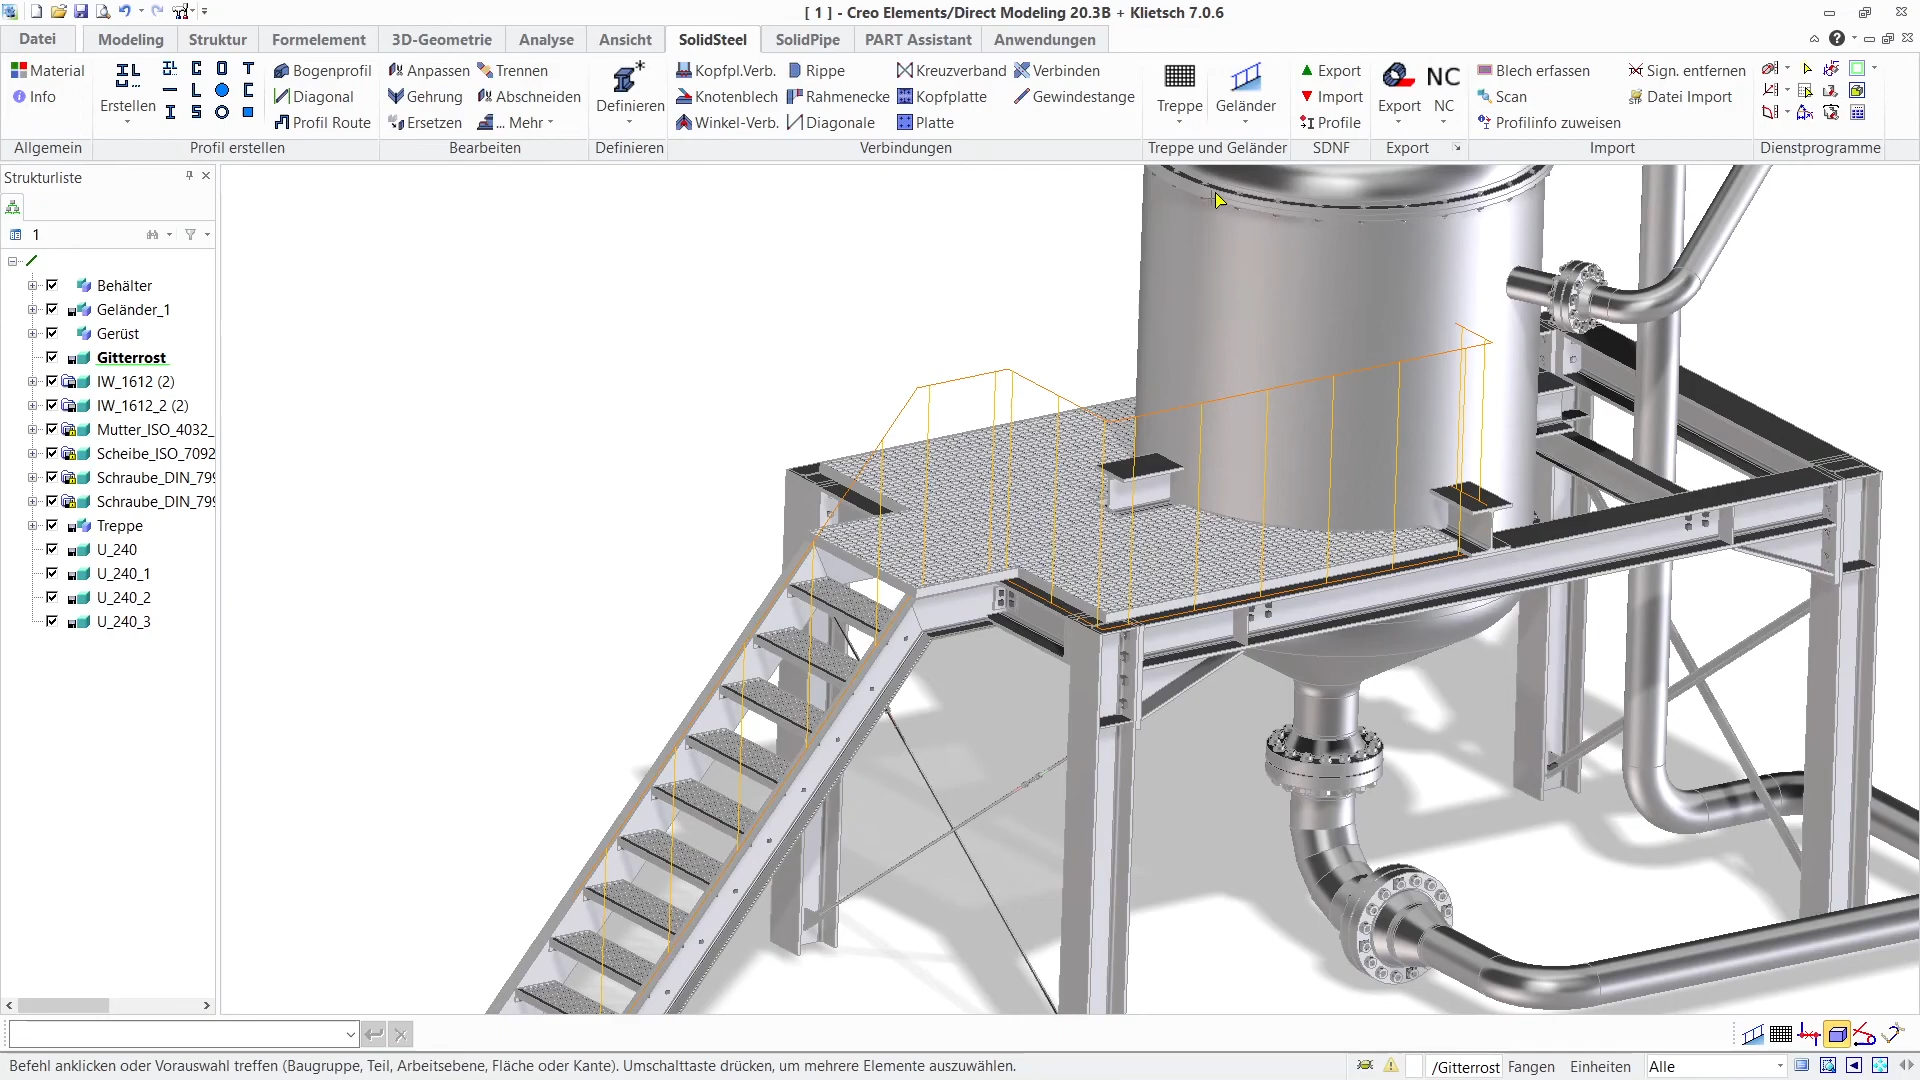 [ 1 ] - Creo Elements/Direct Modeling 20.3B + Klietsch 7.0.6
Datei Modeling Struktur Formelement 3D-Geometrie Analyse Ansicht SolidSteel SolidPipe PART Assistant Anwendungen
Material Bogenprofil Anpassen Trennen Kopfpl.Verb. Rippe Kreuzverband Verbinden Export Blech erfassen Sign. entfernen
Info Diagonal Gehrung Abschneiden Knotenblech Rahmenecke Kopfplatte Gewindestange Import Scan Datei Import
Erstellen Definieren Treppe Geländer Export NC NC
Profil Route Ersetzen ... Mehr Winkel-Verb. Diagonale Platte Profile Profilinfo zuweisen
Allgemein Profil erstellen Bearbeiten Definieren Verbindungen Treppe und Geländer SDNF Export Import Dienstprogramme
Strukturliste
1
Behälter
Geländer_1
Gerüst
Gitterrost
IW_1612 (2)
IW_1612_2 (2)
Mutter_ISO_4032_
Scheibe_ISO_7092
Schraube_DIN_799
Schraube_DIN_799
Treppe
U_240
U_240_1
U_240_2
U_240_3
Befehl anklicken oder Vorauswahl treffen (Baugruppe, Teil, Arbeitsebene, Fläche oder Kante). Umschalttaste drücken, um mehrere Elemente auszuwählen.
/Gitterrost Fangen Einheiten Alle